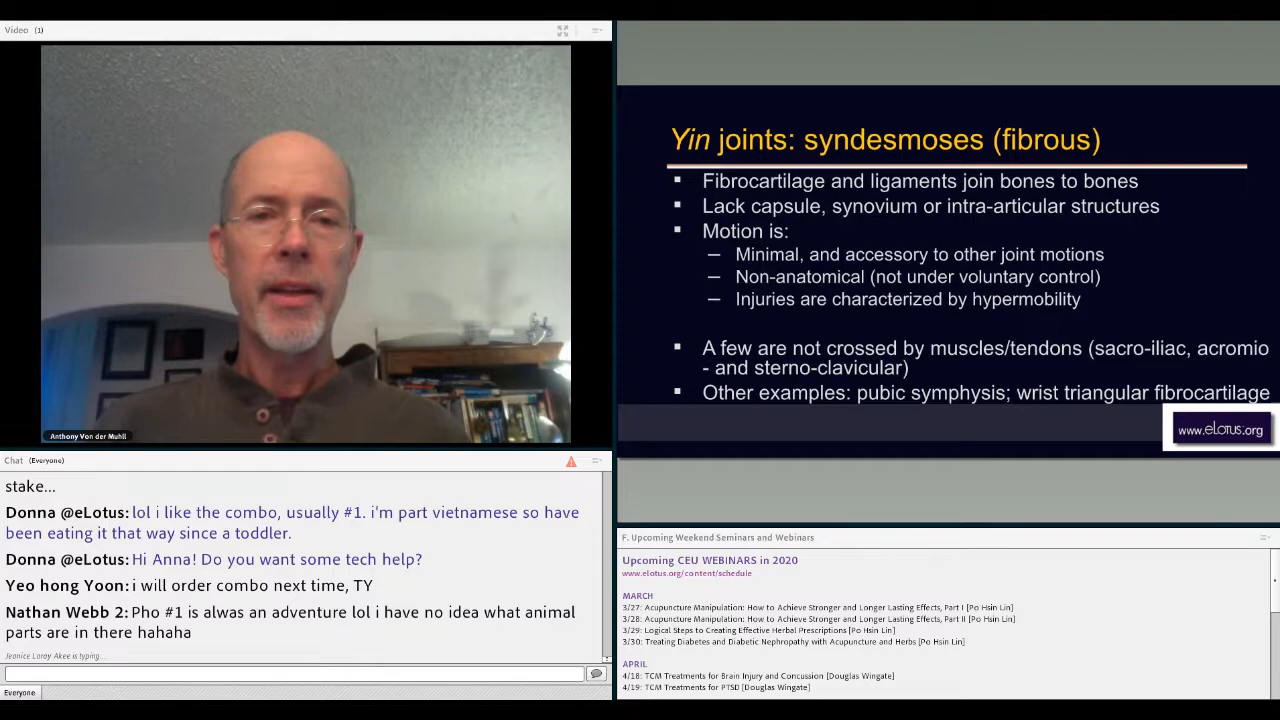 Video (1)
Anthony Von der Muhll
Yin joints: syndesmoses (fibrous)
▪ Fibrocartilage and ligaments join bones to bones
▪ Lack capsule, synovium or intra-articular structures
▪ Motion is:
– Minimal, and accessory to other joint motions
– Non-anatomical (not under voluntary control)
– Injuries are characterized by hypermobility
▪ A few are not crossed by muscles/tendons (sacro-iliac, acromio
- and sterno-clavicular)
▪ Other examples: pubic symphysis; wrist triangular fibrocartilage
www.eLotus.org
Chat (Everyone)
stake...
Donna @eLotus: lol i like the combo, usually #1. i'm part vietnamese so have
been eating it that way since a toddler.
Donna @eLotus: Hi Anna! Do you want some tech help?
Yeo hong Yoon: i will order combo next time, TY
Nathan Webb 2: Pho #1 is alwas an adventure lol i have no idea what animal
parts are in there hahaha
Jeanice Loray Akee is typing...
Everyone
F. Upcoming Weekend Seminars and Webinars
Upcoming CEU WEBINARS in 2020
www.elotus.org/content/schedule
MARCH
3/27: Acupuncture Manipulation: How to Achieve Stronger and Longer Lasting Effects, Part I [Po Hsin Lin]
3/28: Acupuncture Manipulation: How to Achieve Stronger and Longer Lasting Effects, Part II [Po Hsin Lin]
3/29: Logical Steps to Creating Effective Herbal Prescriptions [Po Hsin Lin]
3/30: Treating Diabetes and Diabetic Nephropathy with Acupuncture and Herbs [Po Hsin Lin]
APRIL
4/18: TCM Treatments for Brain Injury and Concussion [Douglas Wingate]
4/19: TCM Treatments for PTSD [Douglas Wingate]